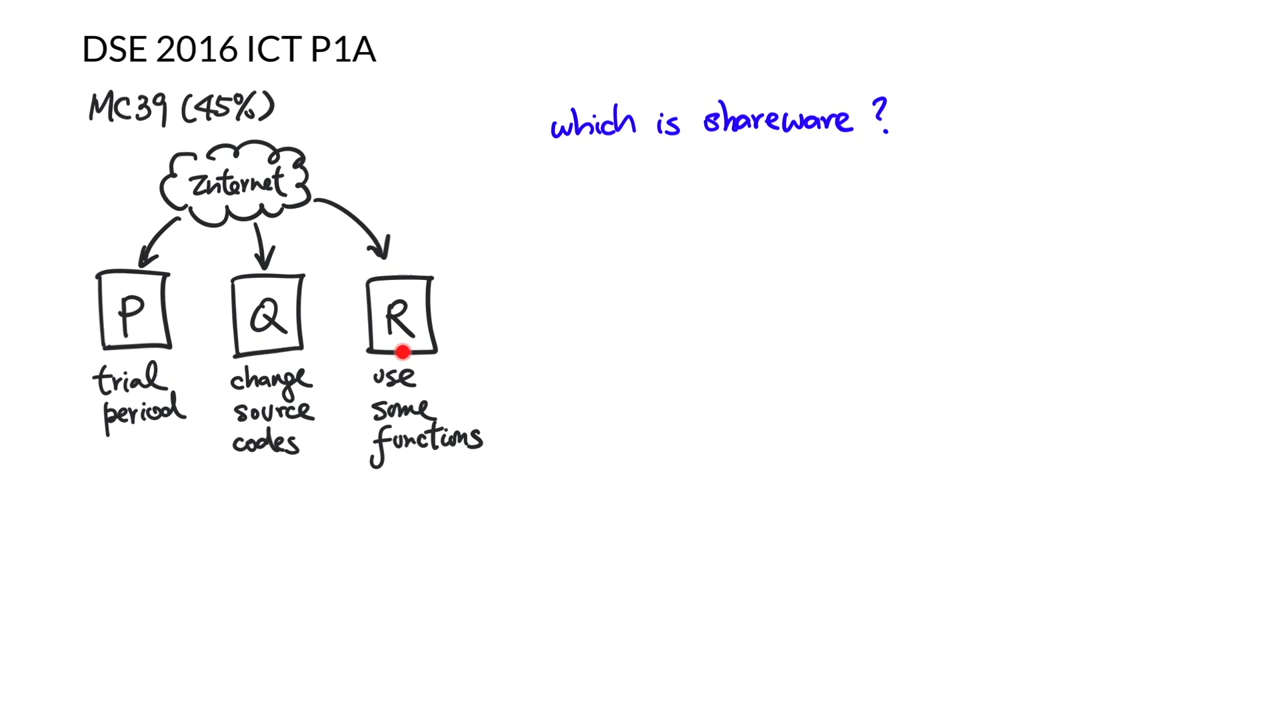 DSE 2016 ICT P1A
MC39 (45%)
which is shareware ?
Internet
P
Q
R
trial
period
change
source
codes
use
some
functions